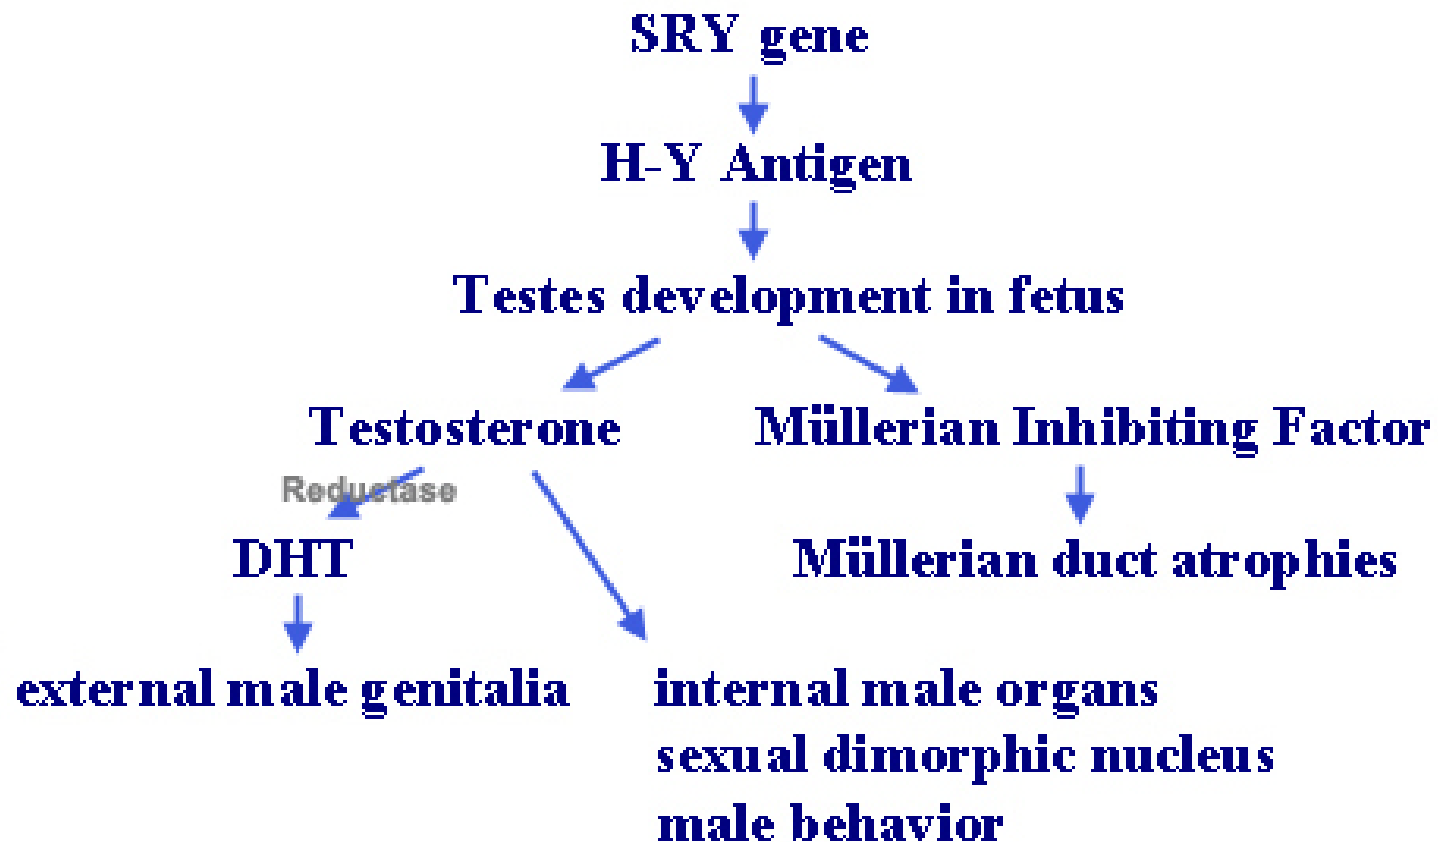 SRY gene
H-Y Antigen
Testes development in fetus
Testosterone
Müllerian Inhibiting Factor
Reductase
DHT
Müllerian duct atrophies
external male genitalia
internal male organs
sexual dimorphic nucleus
male behavior